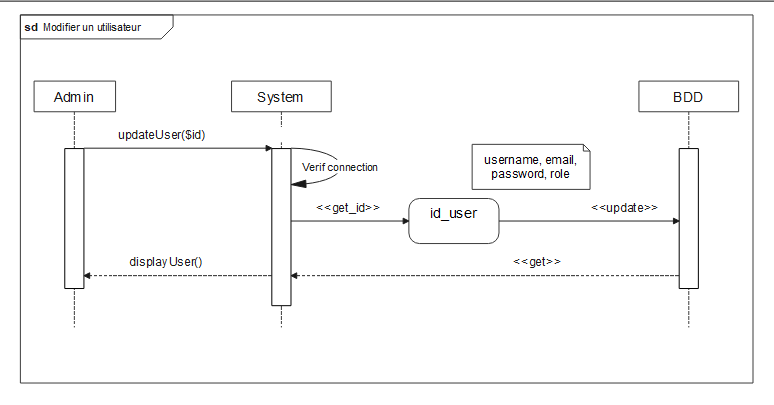 sd Modifier un utilisateur
Admin
System
BDD
updateUser($id)
Verif connection
username, email,
password, role
<<get_id>>
id_user
<<update>>
displayUser()
<<get>>